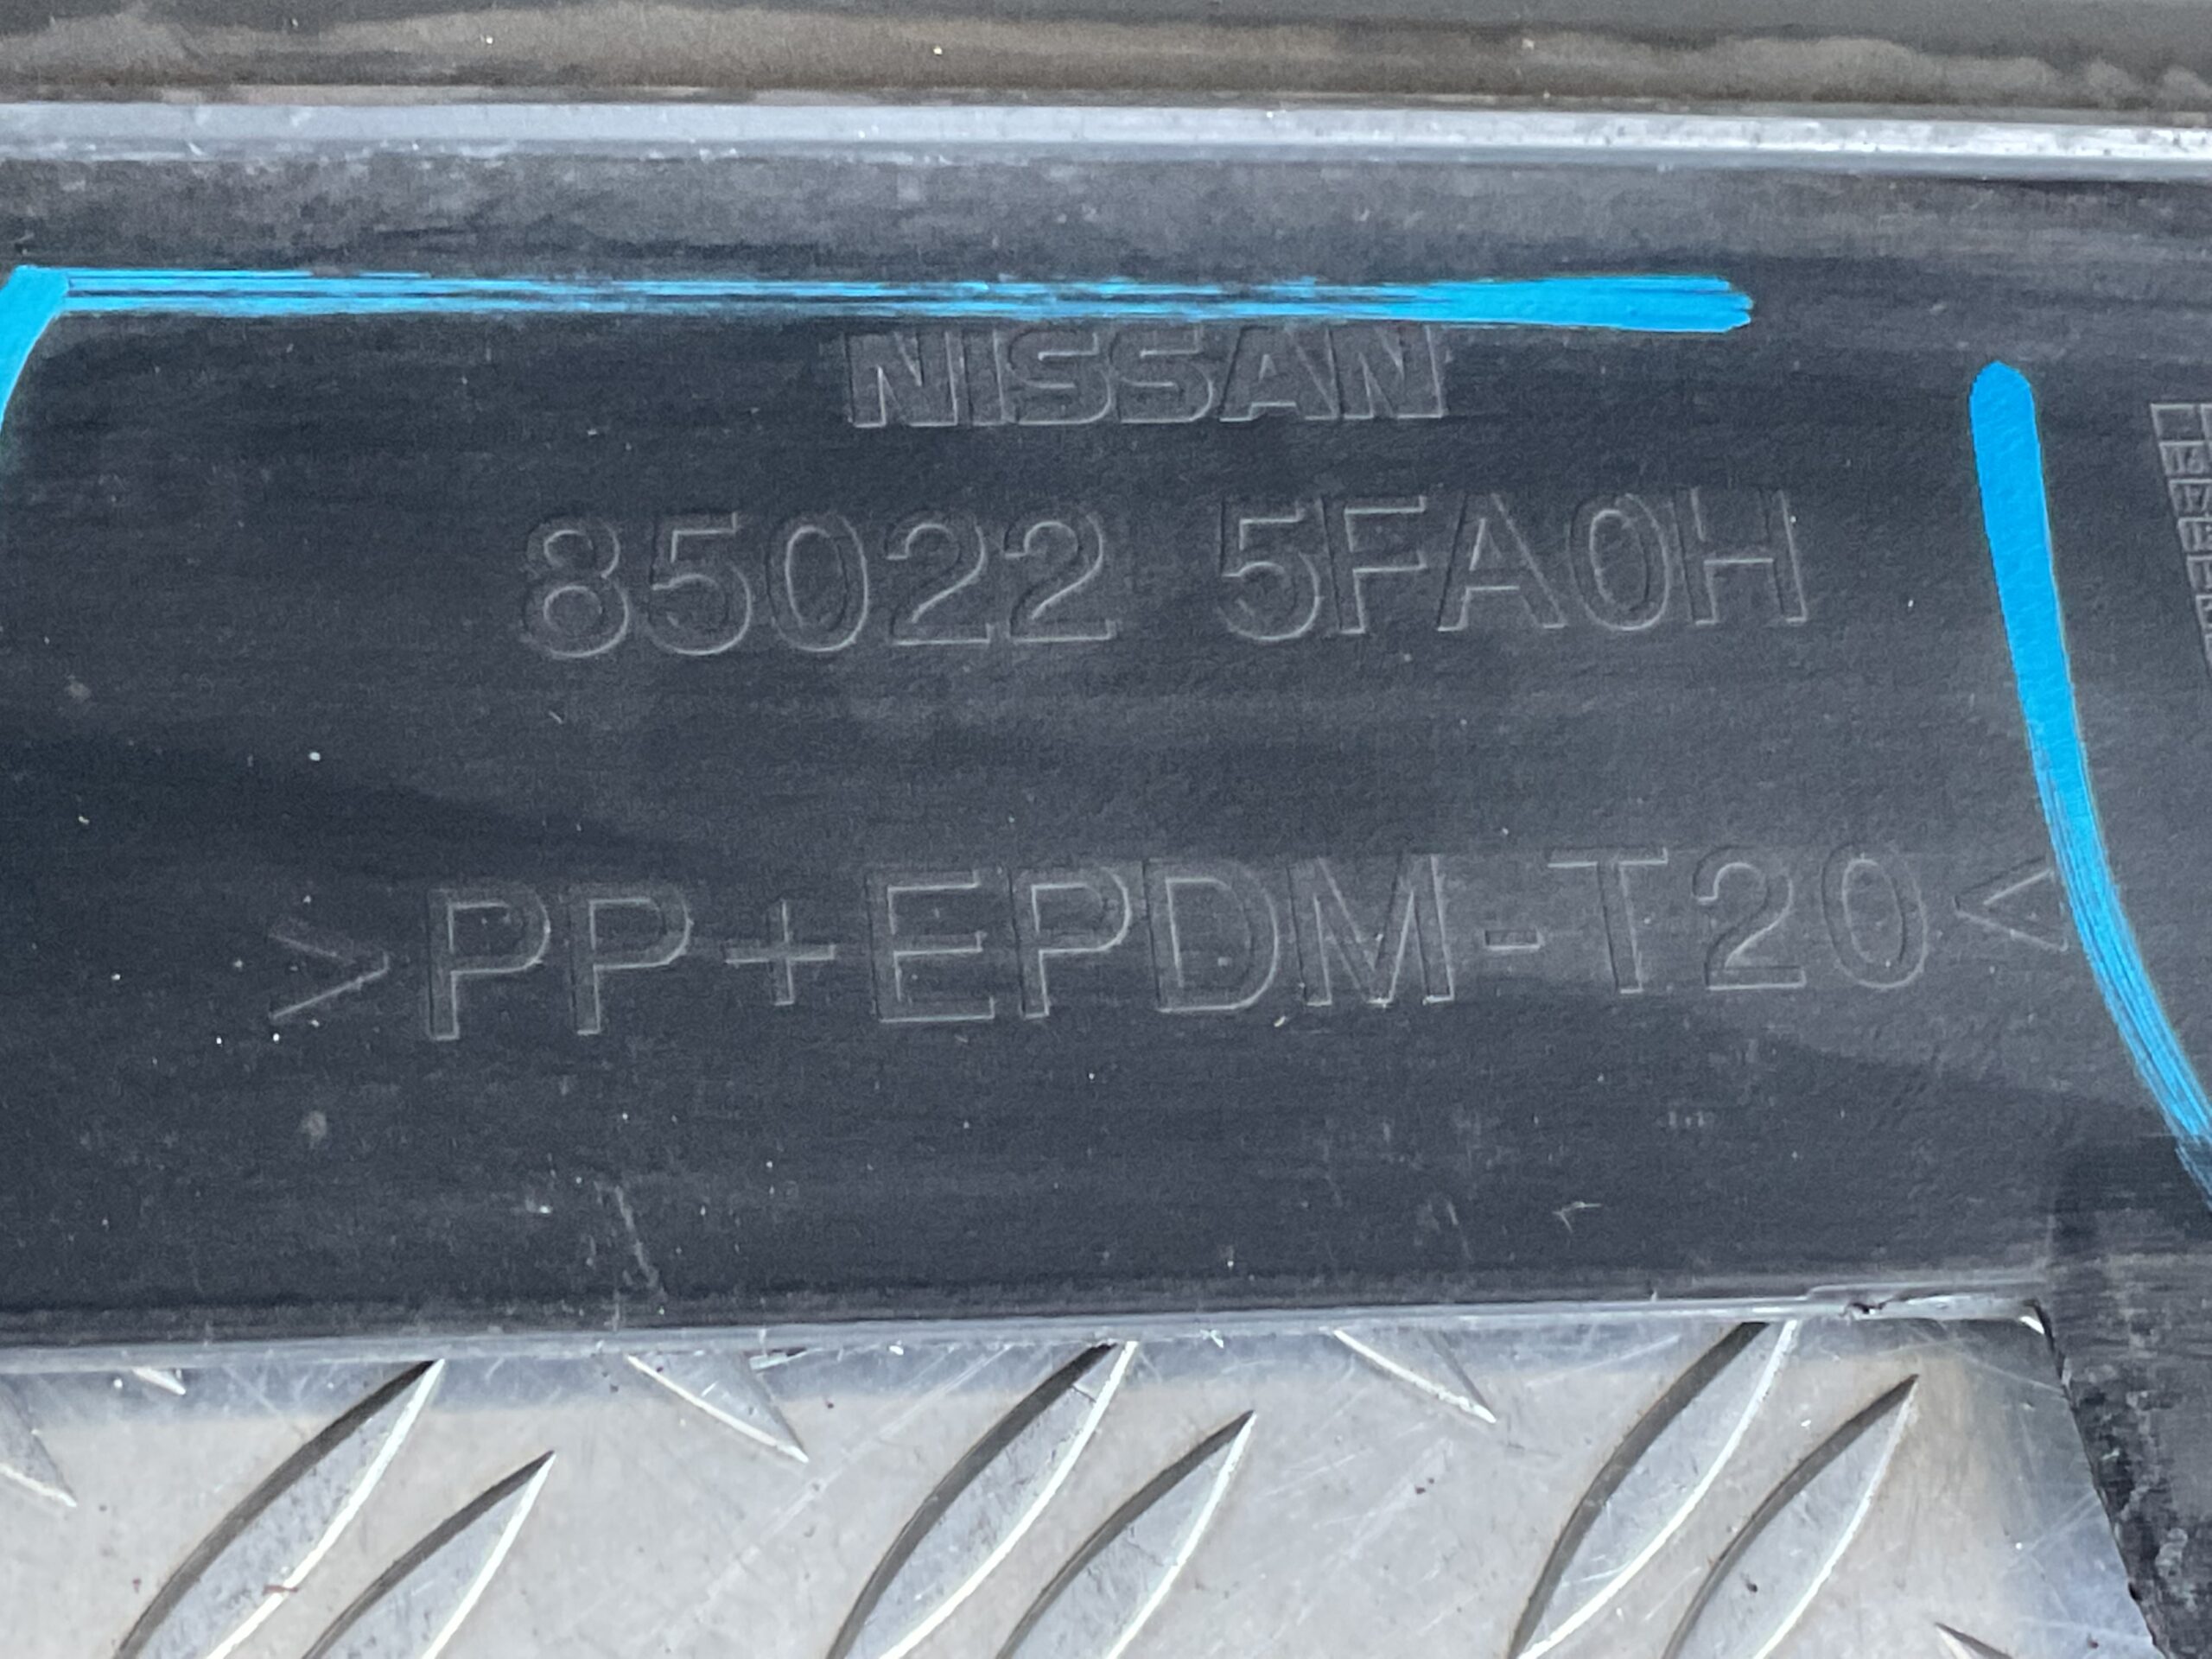 NISSAN
85022 5FA0H
>PP+EPDM-T20<